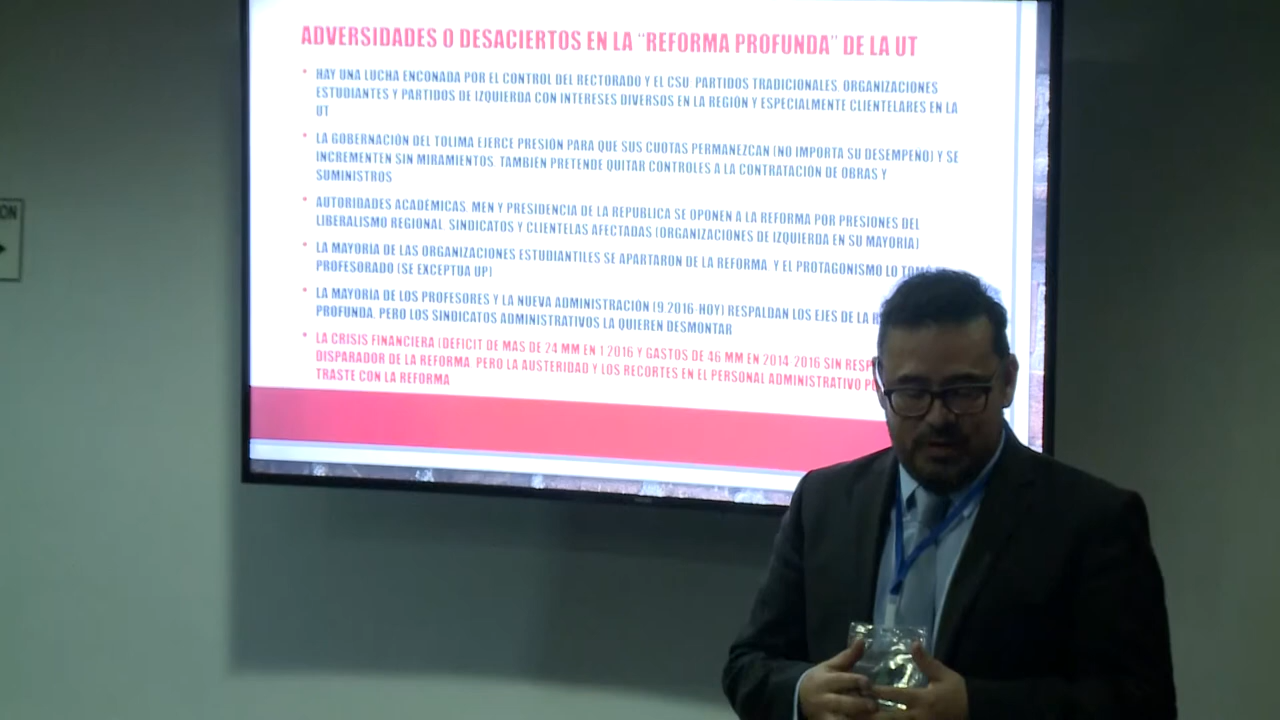 ADVERSIDADES O DESACIERTOS EN LA "REFORMA PROFUNDA" DE LA UT
• HAY UNA LUCHA ENCONADA POR EL CONTROL DEL RECTORADO Y EL CSU. PARTIDOS TRADICIONALES, ORGANIZACIONES
ESTUDIANTES Y PARTIDOS DE IZQUIERDA CON INTERESES DIVERSOS EN LA REGIÓN Y ESPECIALMENTE CLIENTELARES EN LA
UT
• LA GOBERNACIÓN DEL TOLIMA EJERCE PRESIÓN PARA QUE SUS CUOTAS PERMANEZCAN (NO IMPORTA SU DESEMPEÑO) Y SE
INCREMENTEN SIN MIRAMIENTOS. TAMBIÉN PRETENDE QUITAR CONTROLES A LA CONTRATACIÓN DE OBRAS Y
SUMINISTROS
• AUTORIDADES ACADÉMICAS, MEN Y PRESIDENCIA DE LA REPUBLICA SE OPONEN A LA REFORMA POR PRESIONES DEL
LIBERALISMO REGIONAL, SINDICATOS Y CLIENTELAS AFECTADAS (ORGANIZACIONES DE IZQUIERDA EN SU MAYORÍA)
• LA MAYORÍA DE LAS ORGANIZACIONES ESTUDIANTILES SE APARTARON DE LA REFORMA Y EL PROTAGONISMO LO
PROFESORADO (SE EXCEPTUA UP)
• LA MAYORÍA DE LOS PROFESORES Y LA NUEVA ADMINISTRACIÓN (9.2016-HOY) RESPALDAN LOS EJES DE LA
PROFUNDA, PERO LOS SINDICATOS ADMINISTRATIVOS LA QUIEREN DESMONTAR
• LA CRISIS FINANCIERA (DEFICIT DE MAS DE 24 MM EN 1.2016 Y GASTOS DE 46 MM EN 2014-2016 SIN
DISPARADOR DE LA REFORMA, PERO LA AUSTERIDAD Y LOS RECORTES EN EL PERSONAL ADMINISTRATIVO
TRASTE CON LA REFORMA